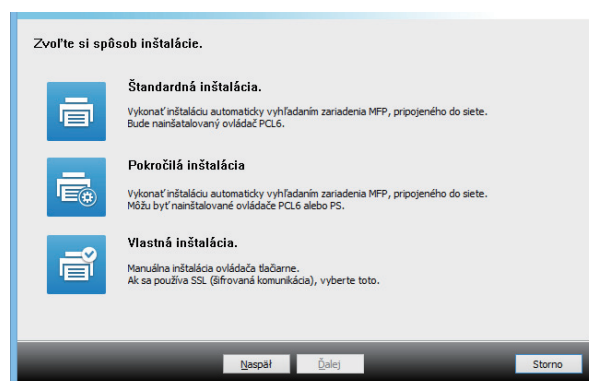 Zvoľte si spôsob inštalácie.
Štandardná inštalácia.
Vykonať inštaláciu automaticky vyhľadaním zariadenia MFP, pripojeného do siete.
Bude nainšatalovaný ovládač PCL6.
Pokročilá inštalácia
Vykonať inštaláciu automaticky vyhľadaním zariadenia MFP, pripojeného do siete.
Môžu byť nainštalované ovládače PCL6 alebo PS.
Vlastná inštalácia.
Manuálna inštalácia ovládača tlačiarne.
Ak sa používa SSL (šifrovaná komunikácia), vyberte toto.
Naspäť Ďalej Storno